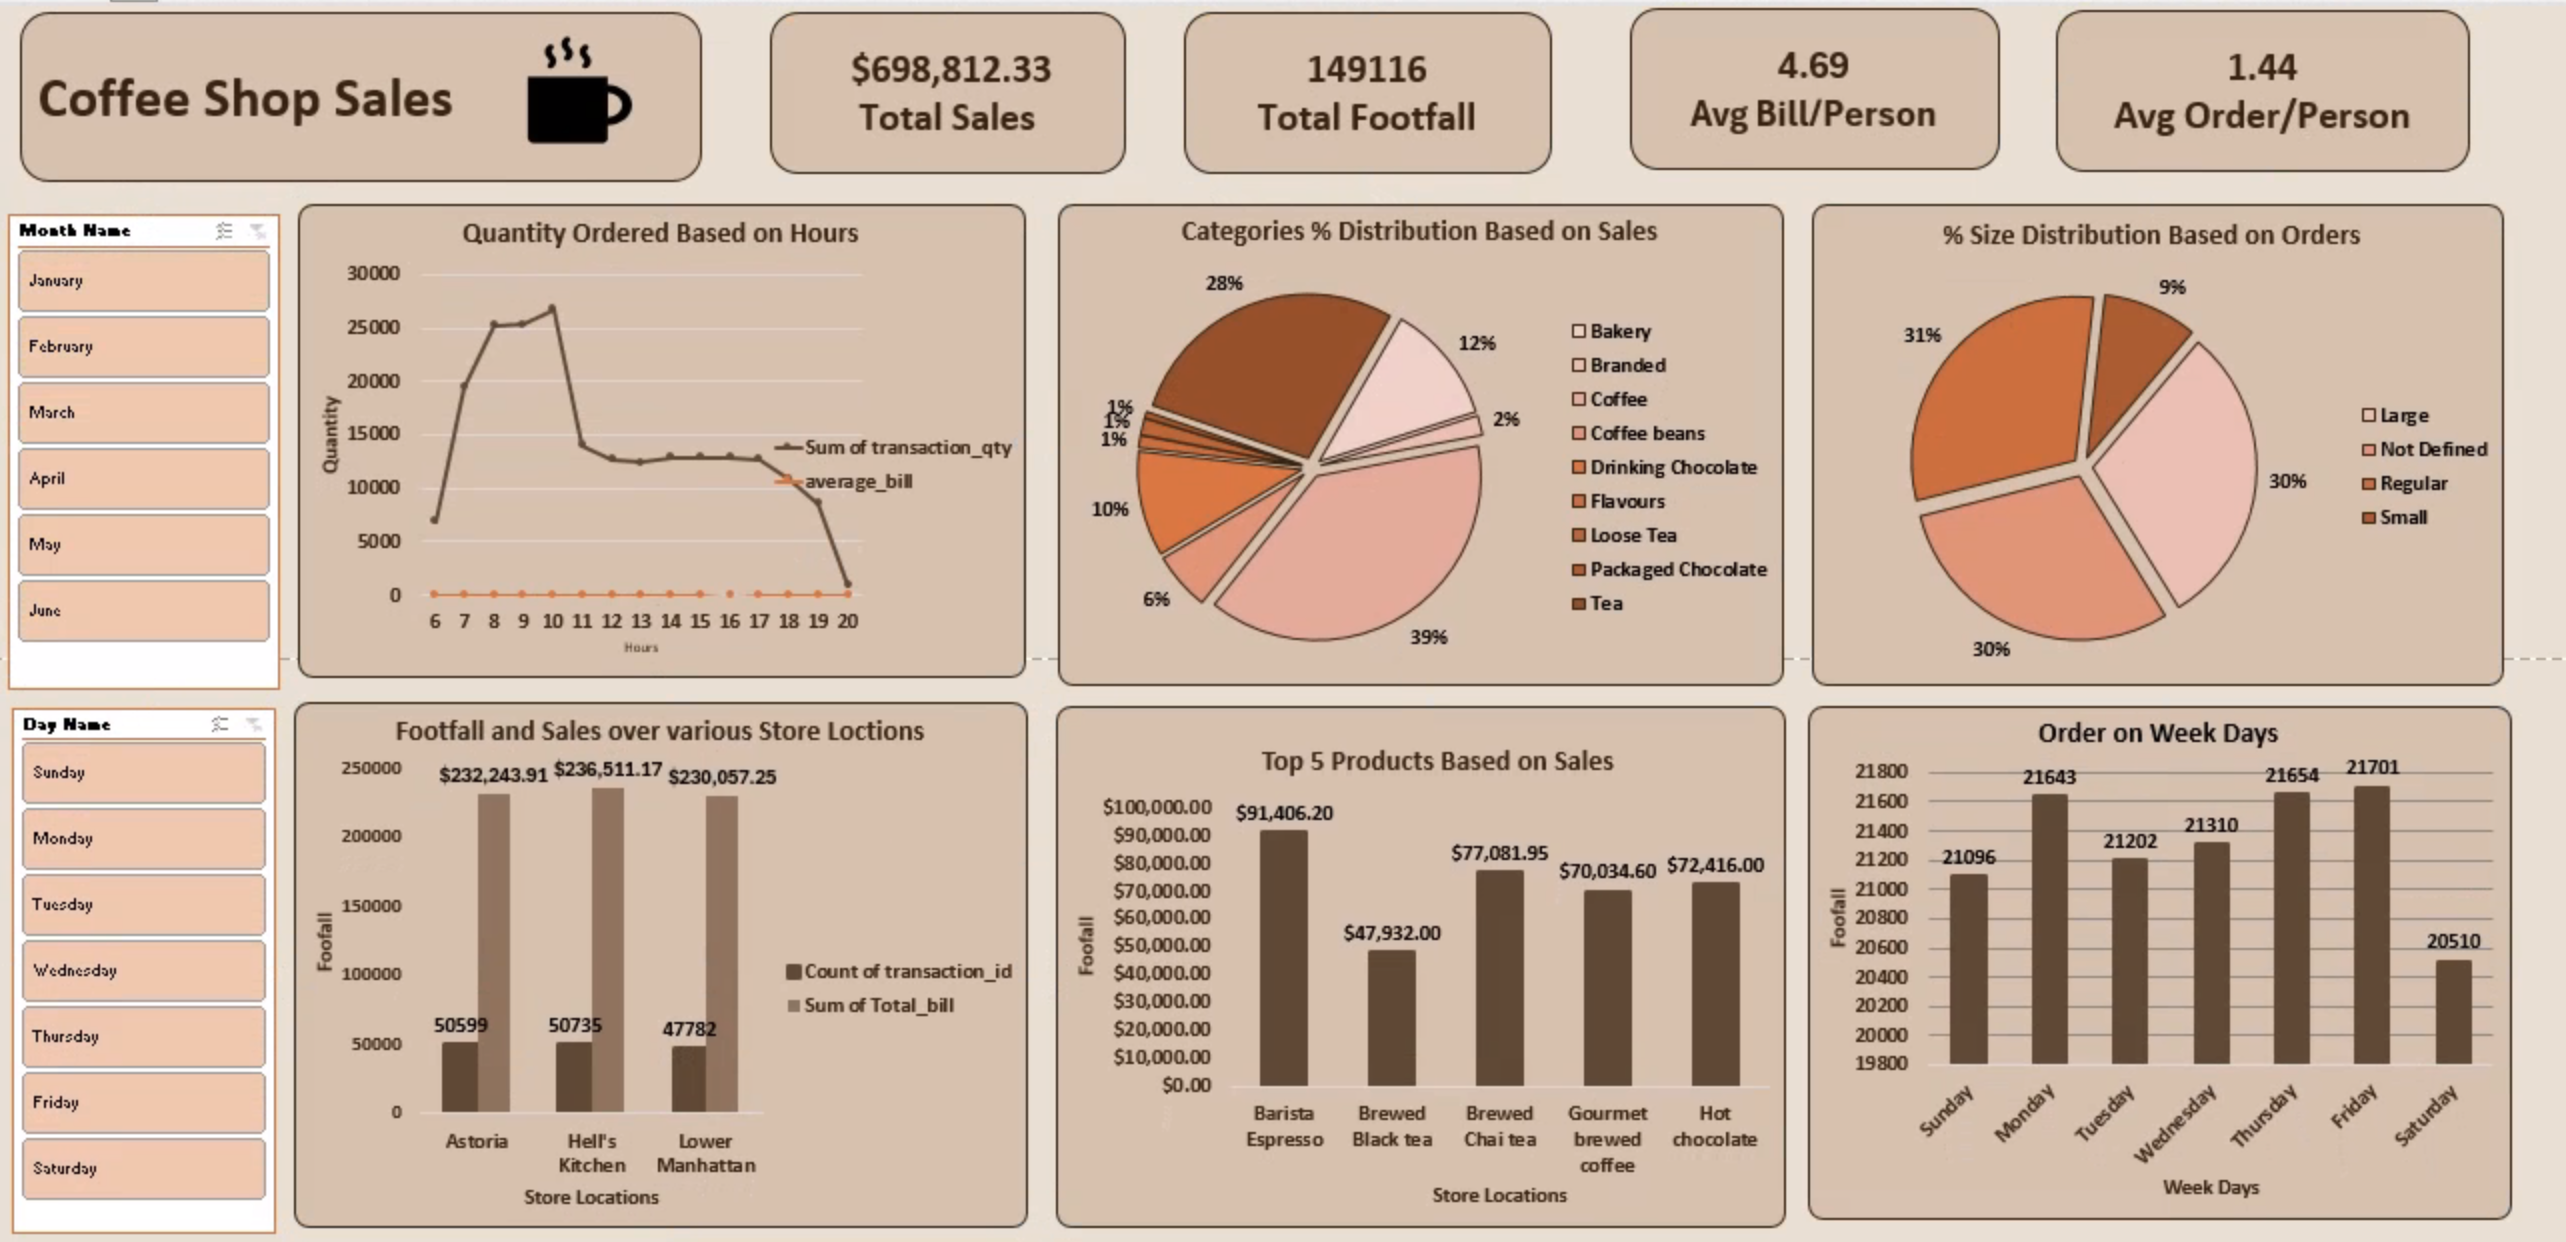 Coffee Shop Sales
$698,812.33
Total Sales
149116
Total Footfall
4.69
Avg Bill/Person
1.44
Avg Order/Person
Month Name
January
February
March
April
May
June
Quantity Ordered Based on Hours
30000
25000
20000
15000
10000
5000
0
Quantity
6 7 8 9 10 11 12 13 14 15 16 17 18 19 20
Hours
Sum of transaction_qty
average_bill
Categories % Distribution Based on Sales
28%
12%
2%
39%
6%
10%
1%
1%
1%
Bakery
Branded
Coffee
Coffee beans
Drinking Chocolate
Flavours
Loose Tea
Packaged Chocolate
Tea
% Size Distribution Based on Orders
9%
31%
30%
30%
Large
Not Defined
Regular
Small
Day Name
Sunday
Monday
Tuesday
Wednesday
Thursday
Friday
Saturday
Footfall and Sales over various Store Loctions
250000
200000
150000
100000
50000
0
Foofall
$232,243.91 $236,511.17 $230,057.25
50599 50735 47782
Astoria
Hell's
Kitchen
Lower
Manhattan
Store Locations
Count of transaction_id
Sum of Total_bill
Top 5 Products Based on Sales
$100,000.00
$90,000.00
$80,000.00
$70,000.00
$60,000.00
$50,000.00
$40,000.00
$30,000.00
$20,000.00
$10,000.00
$0.00
Foofall
$91,406.20
$47,932.00
$77,081.95
$70,034.60
$72,416.00
Barista
Espresso
Brewed
Black tea
Brewed
Chai tea
Gourmet
brewed
coffee
Hot
chocolate
Store Locations
Order on Week Days
21800
21600
21400
21200
21000
20800
20600
20400
20200
20000
19800
Foofall
21096
21643
21202
21310
21654
21701
20510
Sunday
Monday
Tuesday
Wednesday
Thursday
Friday
Saturday
Week Days